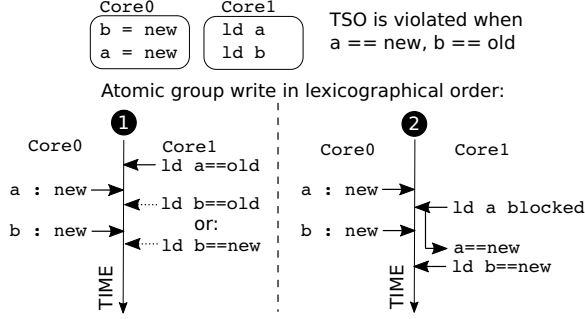 Core0
b = new
a = new
Core1
ld a
ld b
TSO is violated when
a == new, b == old
Atomic group write in lexicographical order:
1
Core0
Core1
ld a==old
a : new
ld b==old
or:
b : new
ld b==new
TIME
2
Core0
Core1
a : new
ld a blocked
b : new
a==new
ld b==new
TIME